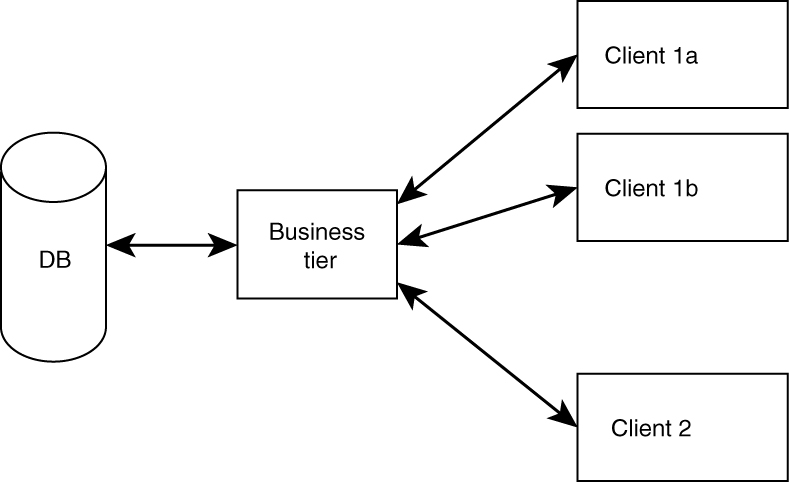 Client 1a
Client 1b
Business
tier
DB
Client 2